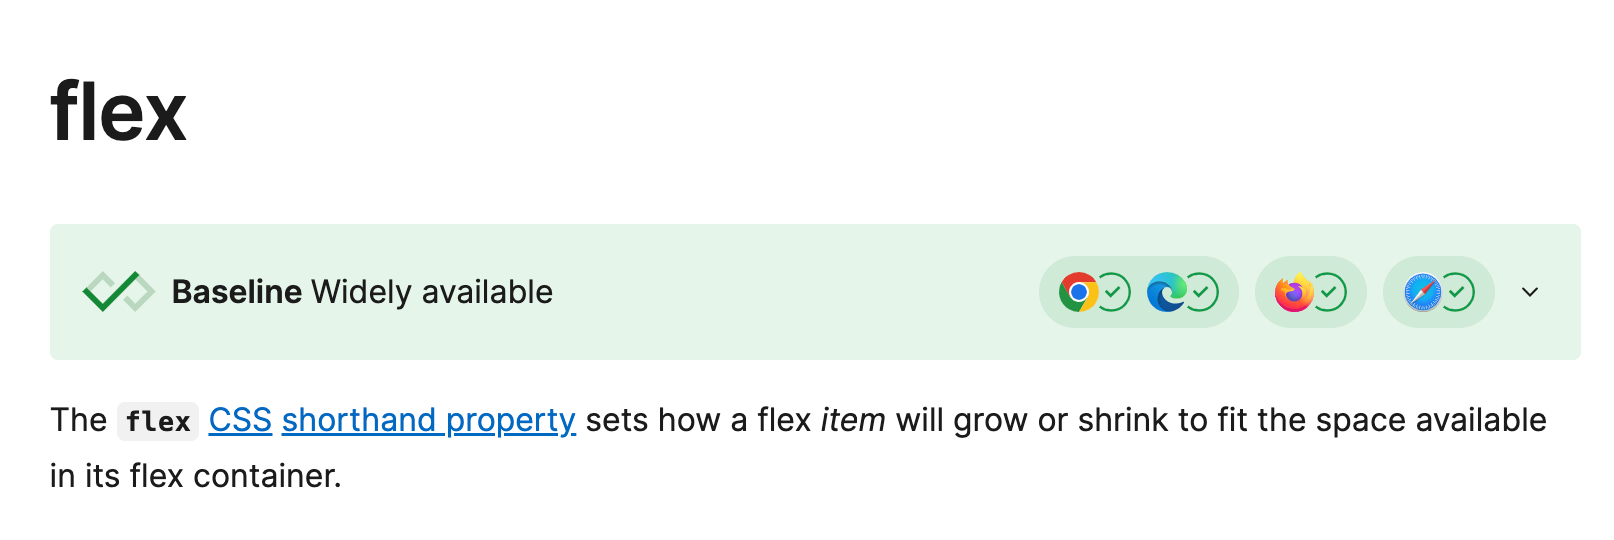 flex
Baseline Widely available
The flex CSS shorthand property sets how a flex item will grow or shrink to fit the space available
in its flex container.